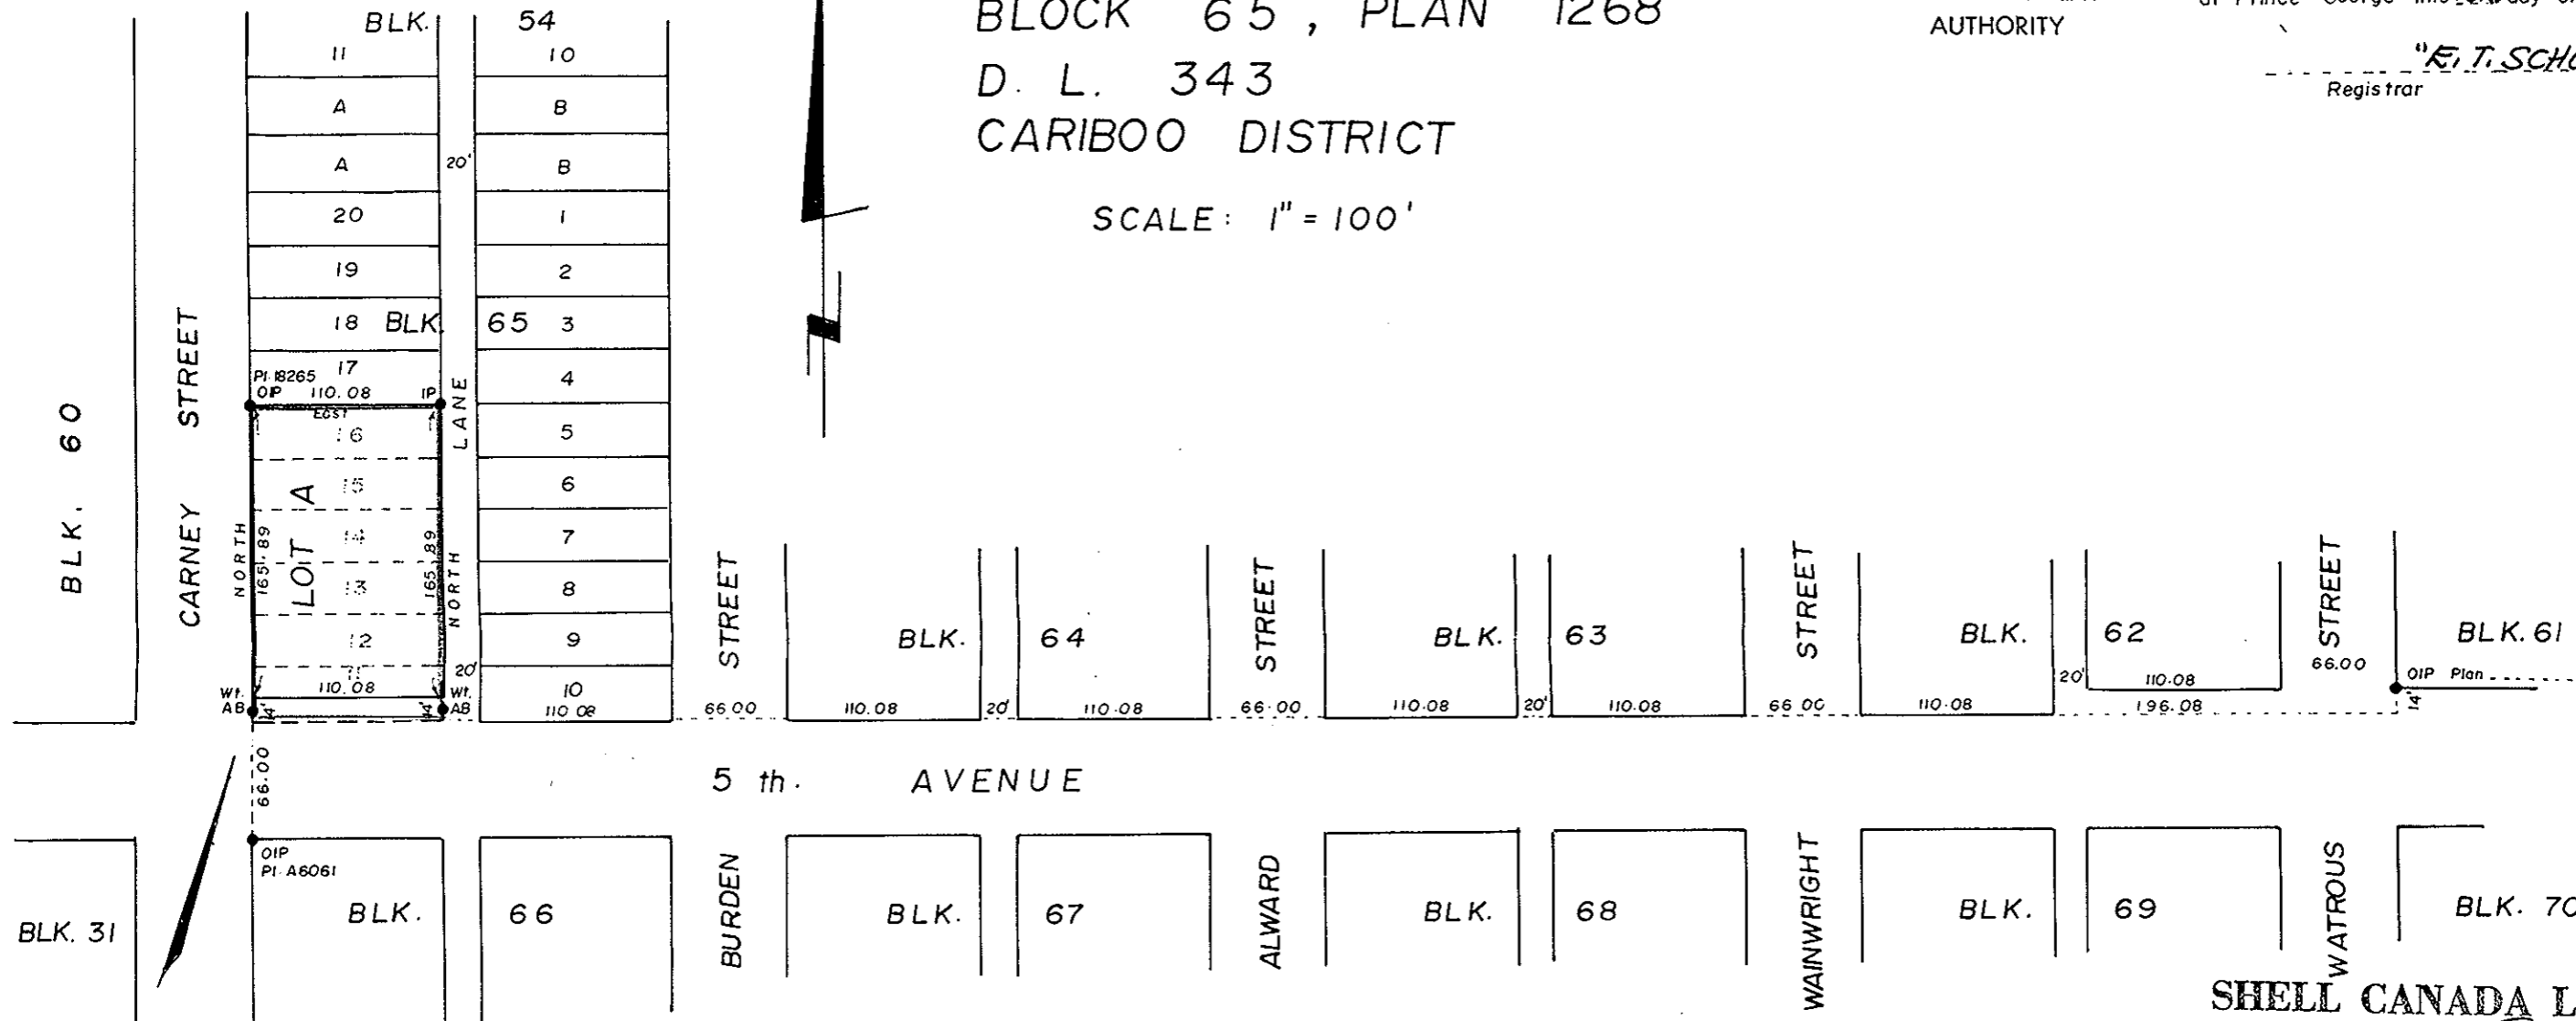 BLOCK 65, PLAN 1268
D. L. 343
CARIBOO DISTRICT
SCALE: 1" = 100'
AUTHORITY
"E. T. SCHO
Registrar
BLK. 54
11 10
A B
A 20' B
20 1
19 2
18 BLK. 65 3
17 4
Pl. 18265
OIP 110.08 IP
East
16 5
15 6
14 7
13 8
12 9
11 20'
110.08 10
110.08
Wt. AB 14'
14' Wt. AB
LOT A
NORTH 165.89
165.89 NORTH
LANE
BLK. 60
CARNEY STREET
66.00
STREET
66.00
BLK. 64
110.08 20' 110.08
STREET
66.00
BLK. 63
110.08 20' 110.08
STREET
66.00
BLK. 62
110.08 20' 110.08
196.08
STREET
66.00
BLK. 61
OIP Plan
14'
5 th. AVENUE
66.00
OIP
Pl. A6061
BLK. 31
BLK. 66
BURDEN
BLK. 67
ALWARD
BLK. 68
WAINWRIGHT
BLK. 69
WATROUS
BLK. 70
SHELL CANADA L